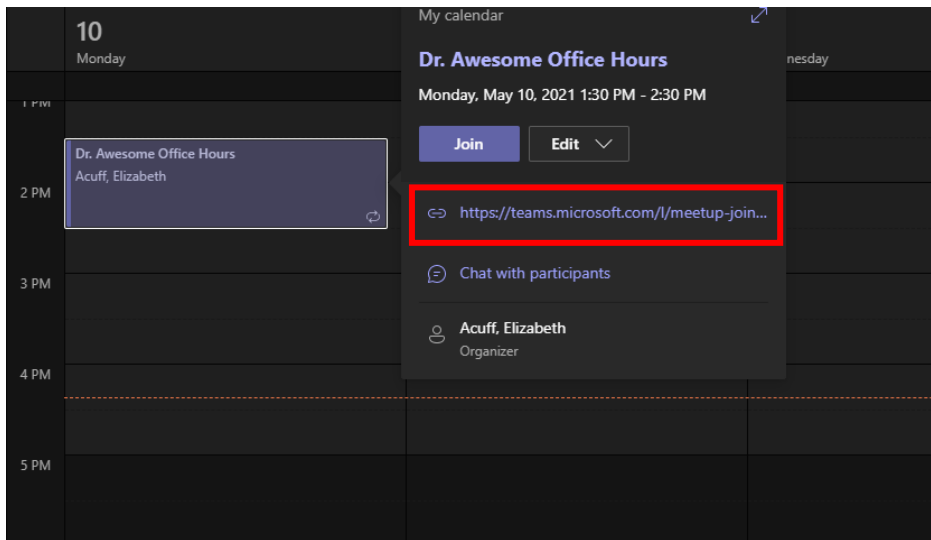 10
Monday
1 PM
Dr. Awesome Office Hours
Acuff, Elizabeth
2 PM
3 PM
4 PM
5 PM
My calendar
Dr. Awesome Office Hours
Monday, May 10, 2021 1:30 PM - 2:30 PM
Join
Edit
https://teams.microsoft.com/l/meetup-join...
Chat with participants
Acuff, Elizabeth
Organizer
nesday